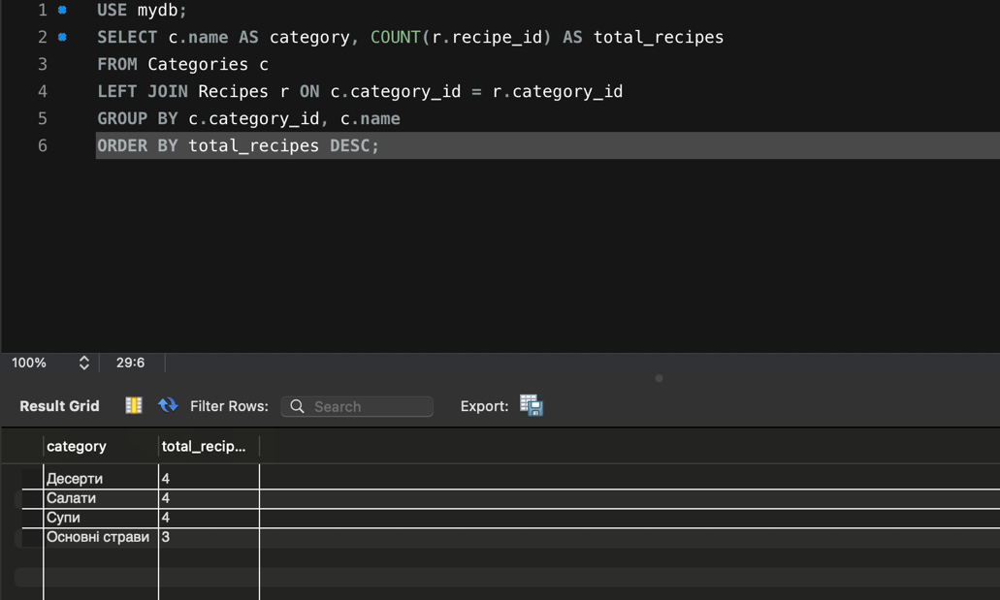 1 USE mydb;
2 SELECT c.name AS category, COUNT(r.recipe_id) AS total_recipes
3 FROM Categories c
4 LEFT JOIN Recipes r ON c.category_id = r.category_id
5 GROUP BY c.category_id, c.name
6 ORDER BY total_recipes DESC;
100% 29:6
Result Grid Filter Rows: Search Export:
category total_recip...
Десерти 4
Салати 4
Супи 4
Основні страви 3